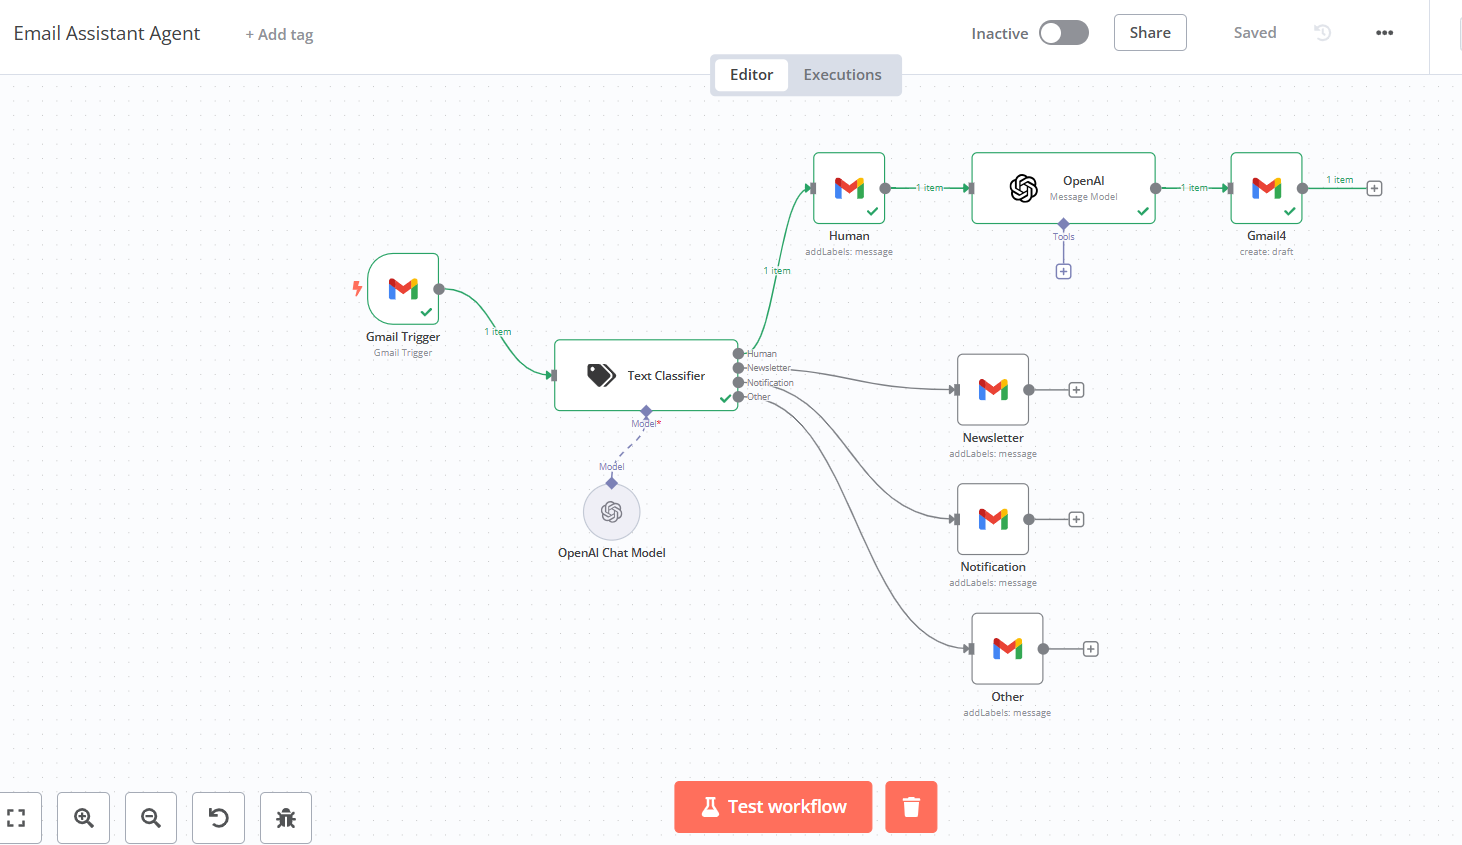 Email Assistant Agent
+ Add tag
Inactive
Share
Saved
Editor
Executions
Human
addLabels: message
1 item
OpenAI
Message Model
Tools
1 item
Gmail4
create: draft
1 item
1 item
Gmail Trigger
Gmail Trigger
1 item
Text Classifier
Human
Newsletter
Notification
Other
Model*
Model
OpenAI Chat Model
Newsletter
addLabels: message
Notification
addLabels: message
Other
addLabels: message
Test workflow